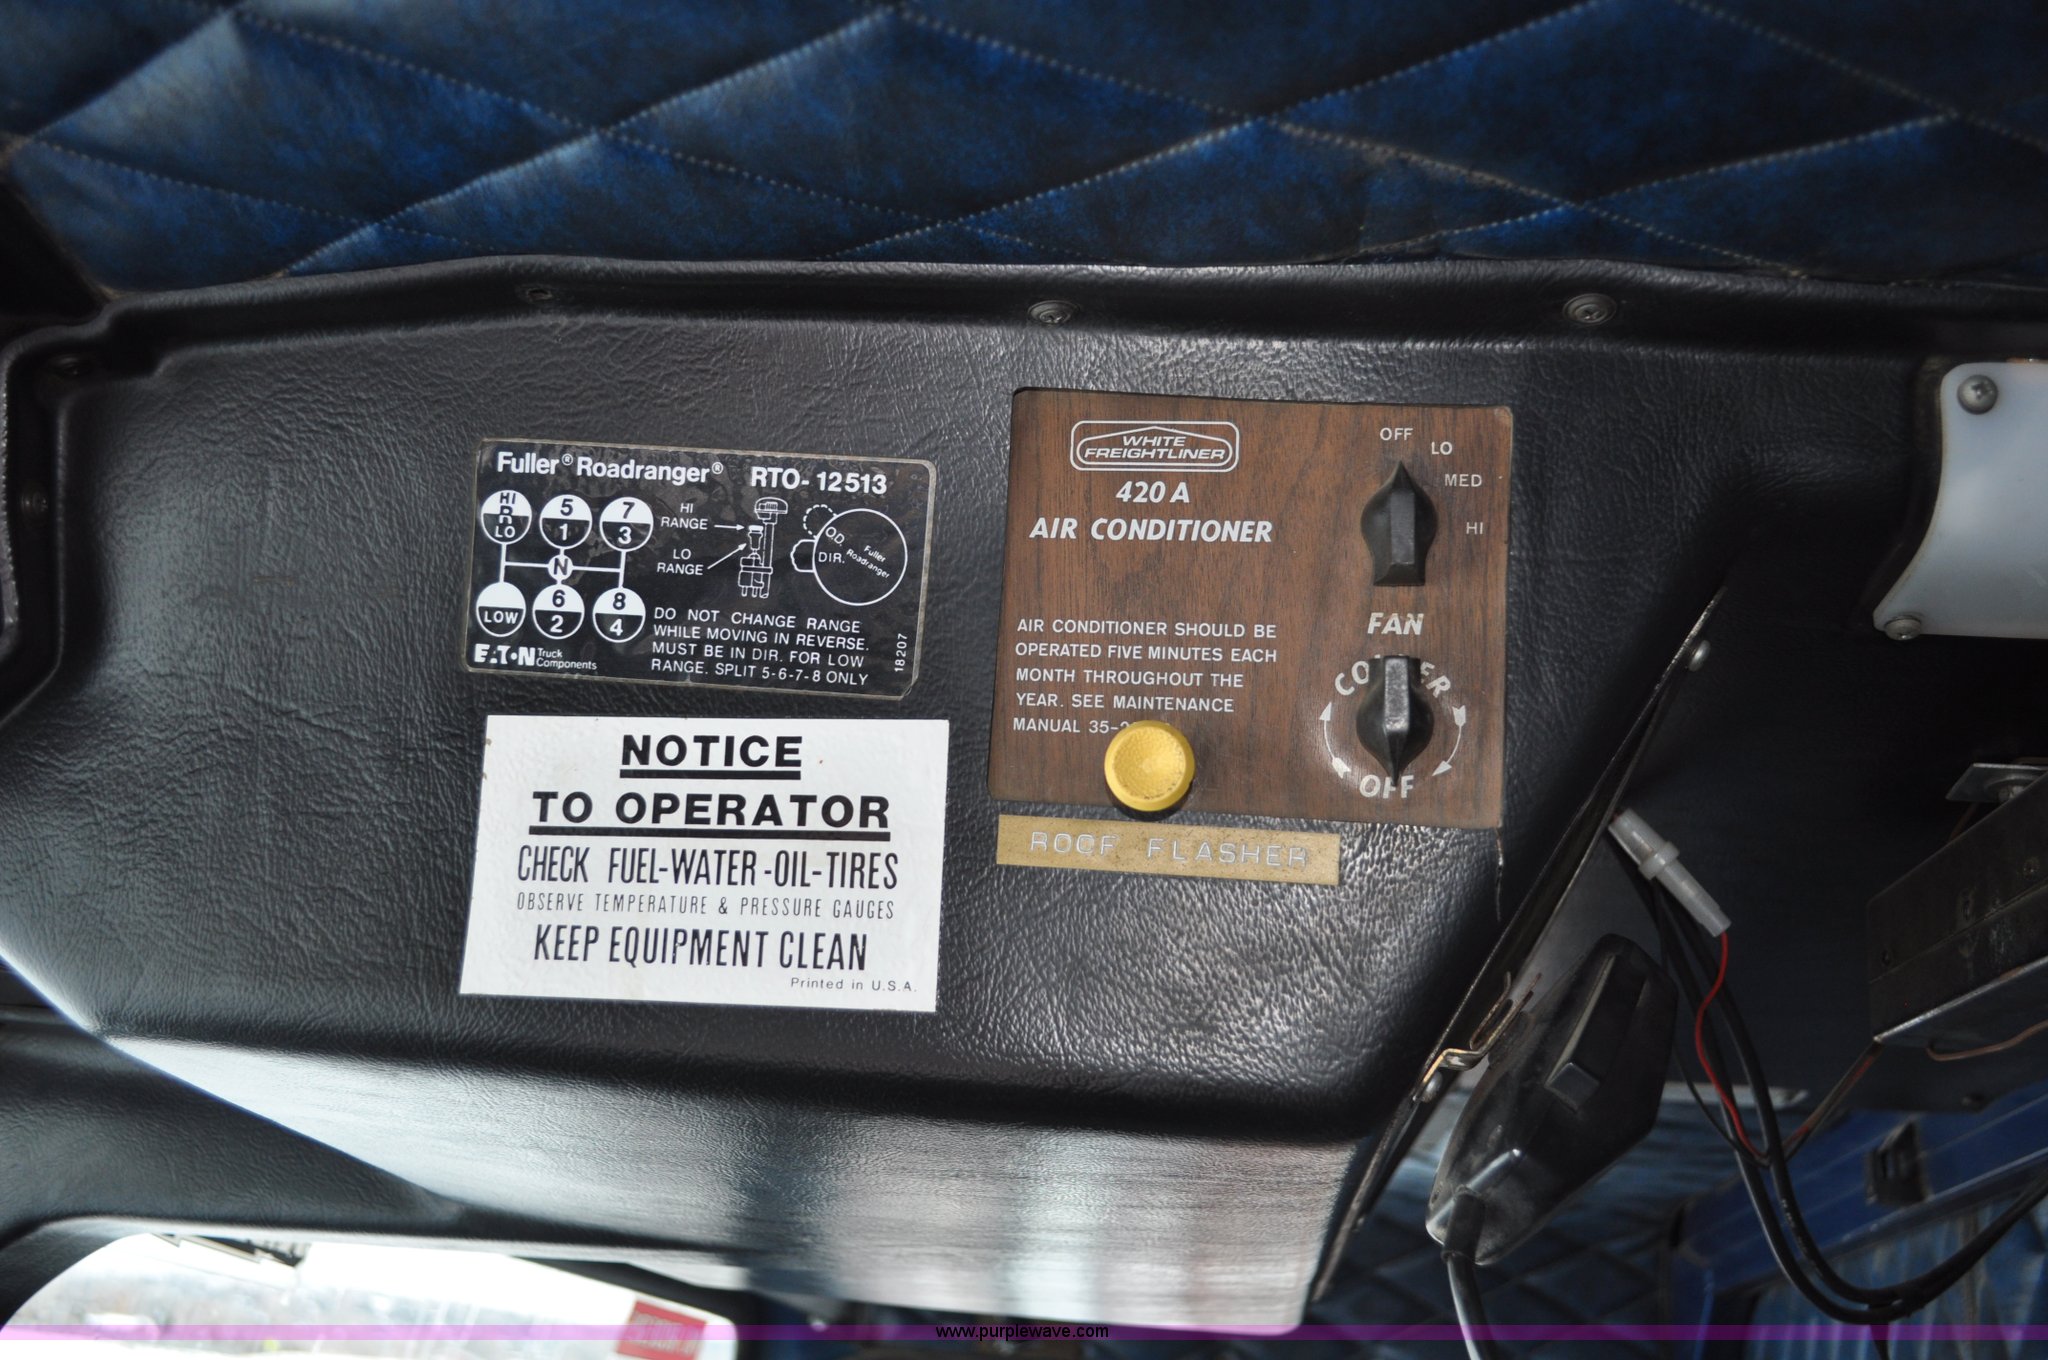 Fuller® Roadranger® RTO-12513
HI
R
LO
5
1
7
3
N
LOW
6
2
8
4
HI
RANGE
LO
RANGE
O.D.
DIR.
Fuller
Roadranger
DO NOT CHANGE RANGE
WHILE MOVING IN REVERSE.
MUST BE IN DIR. FOR LOW
RANGE. SPLIT 5-6-7-8 ONLY
18207
EATON Truck
Components
NOTICE
TO OPERATOR
CHECK FUEL-WATER-OIL-TIRES
OBSERVE TEMPERATURE & PRESSURE GAUGES
KEEP EQUIPMENT CLEAN
Printed in U.S.A.
WHITE
FREIGHTLINER
420 A
AIR CONDITIONER
OFF
LO
MED
HI
FAN
AIR CONDITIONER SHOULD BE
OPERATED FIVE MINUTES EACH
MONTH THROUGHOUT THE
YEAR. SEE MAINTENANCE
MANUAL 35-
COOLER
OFF
ROOF FLASHER
www.purplewave.com